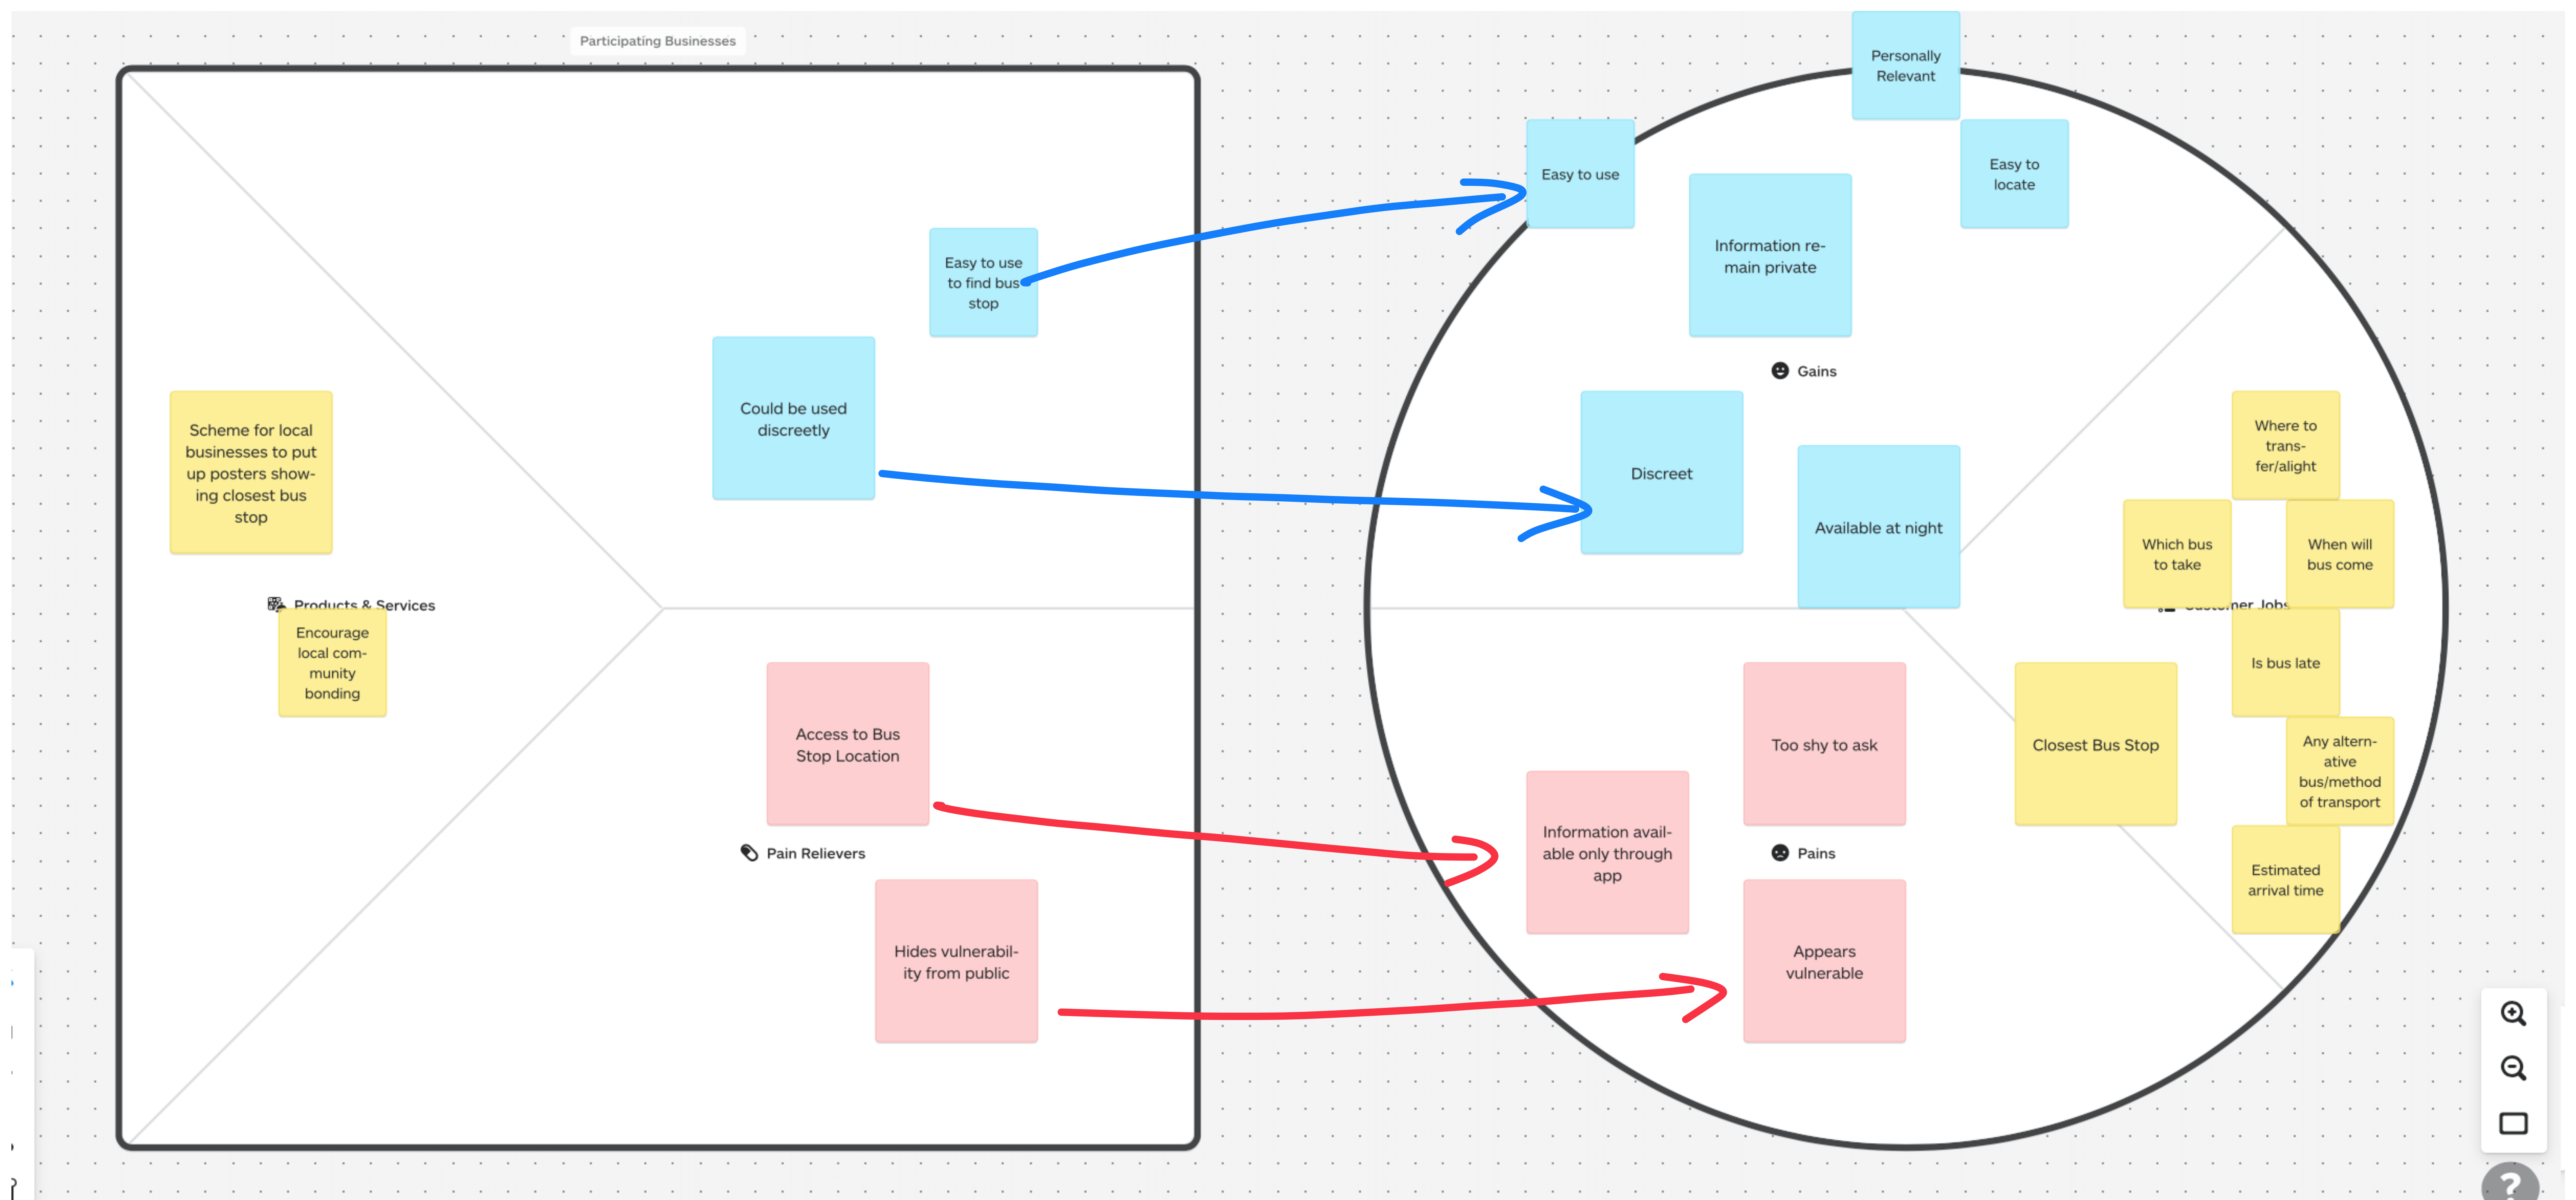 Participating Businesses
Easy to use
to find bus
stop
Could be used
discreetly
Scheme for local
businesses to put
up posters show-
ing closest bus
stop
Products & Services
Encourage
local com-
munity
bonding
Access to Bus
Stop Location
Pain Relievers
Hides vulnerabil-
ity from public
Personally
Relevant
Easy to use
Easy to
locate
Information re-
main private
Gains
Discreet
Available at night
Where to
trans-
fer/alight
Which bus
to take
When will
bus come
Customer Jobs
Is bus late
Closest Bus Stop
Any altern-
ative
bus/method
of transport
Estimated
arrival time
Too shy to ask
Information avail-
able only through
app
Pains
Appears
vulnerable
?